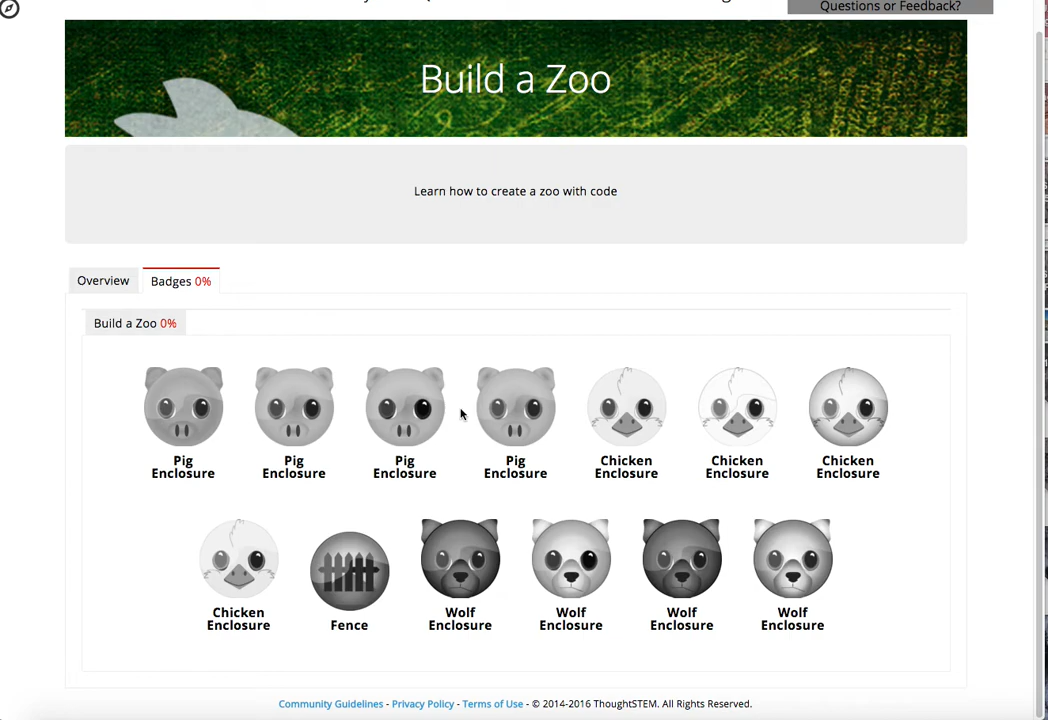 Questions or Feedback?
Build a Zoo
Learn how to create a zoo with code
Overview
Badges 0%
Build a Zoo 0%
Pig Enclosure
Pig Enclosure
Pig Enclosure
Pig Enclosure
Chicken Enclosure
Chicken Enclosure
Chicken Enclosure
Chicken Enclosure
Fence
Wolf Enclosure
Wolf Enclosure
Wolf Enclosure
Wolf Enclosure
Community Guidelines - Privacy Policy - Terms of Use - © 2014-2016 ThoughtSTEM. All Rights Reserved.